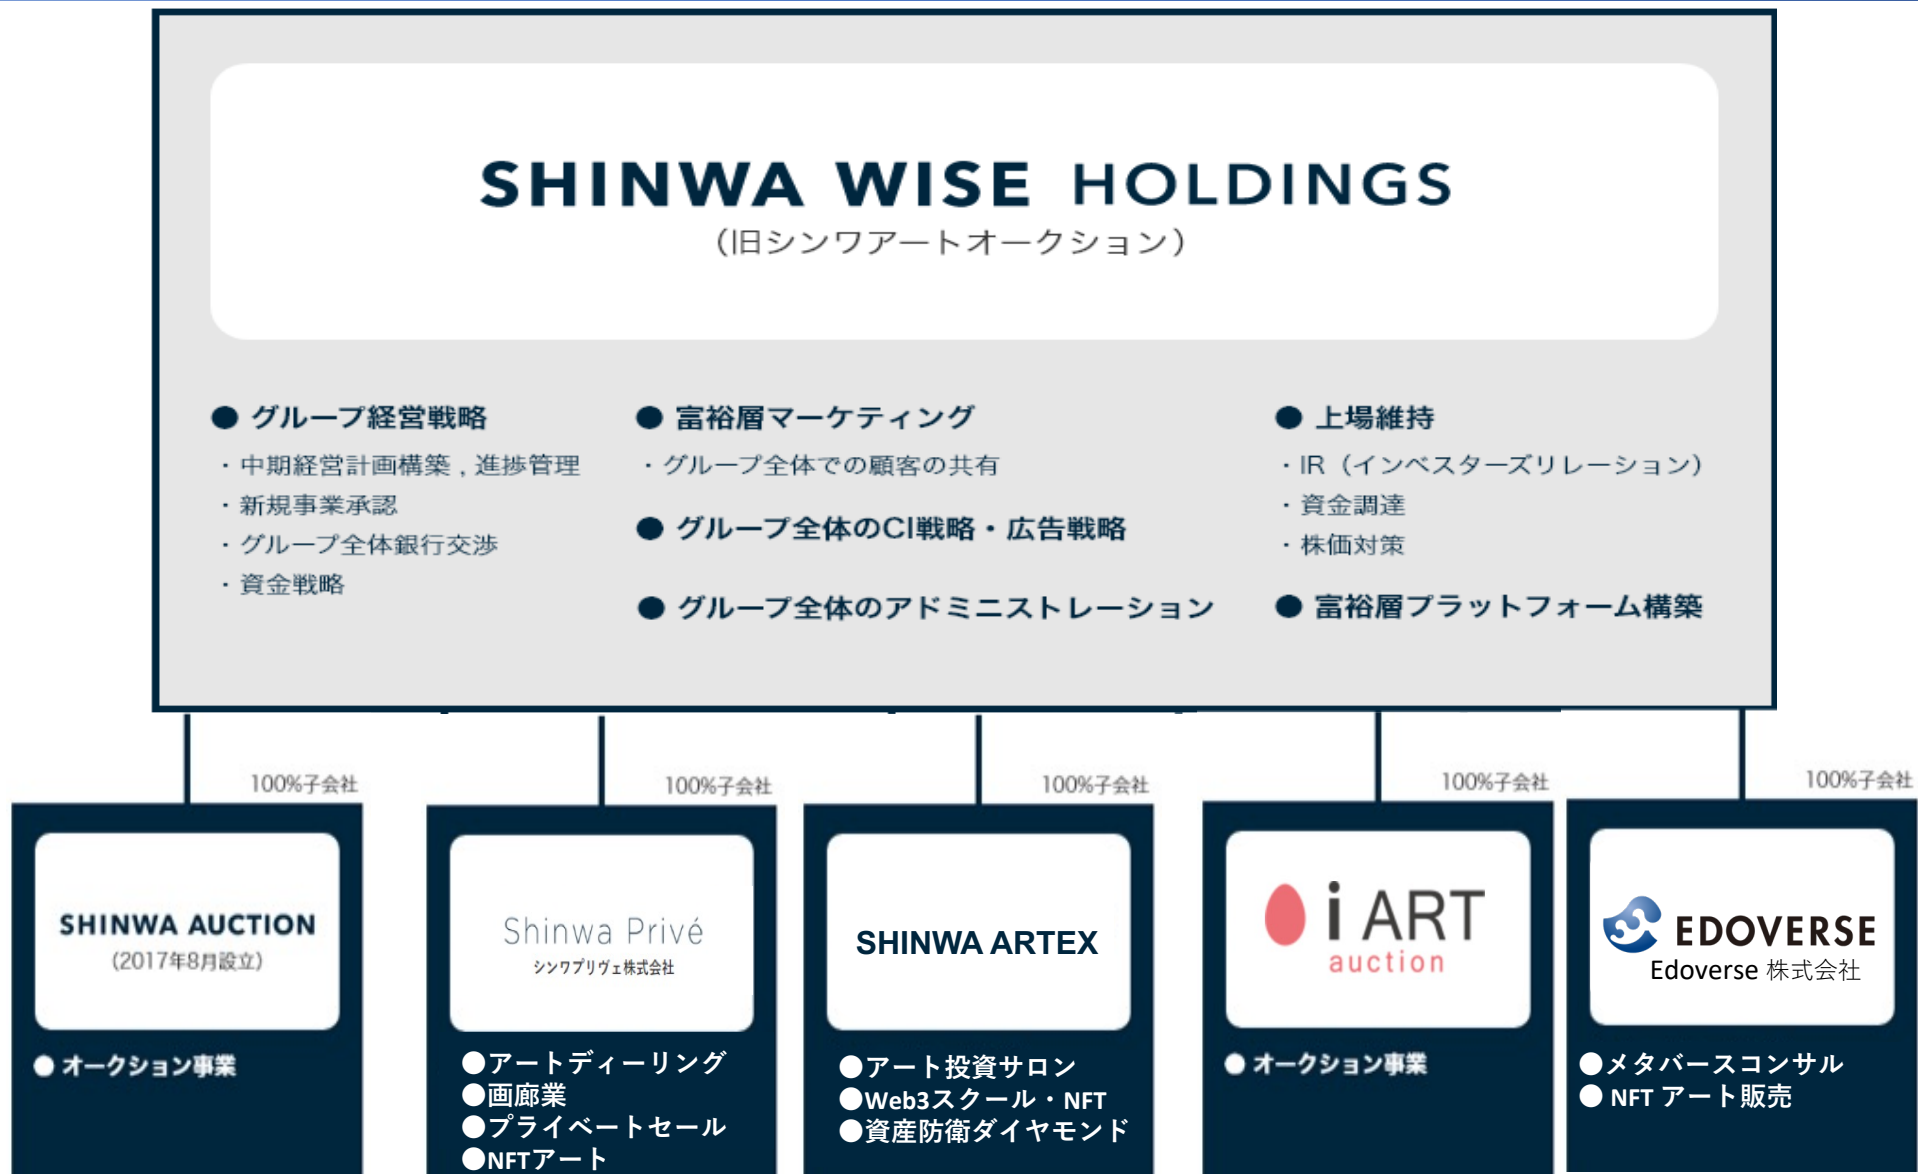 SHINWA WISE HOLDINGS
（旧シンワアートオークション）
● グループ経営戦略
・中期経営計画構築 , 進捗管理
・新規事業承認
・グループ全体銀行交渉
・資金戦略
● 富裕層マーケティング
・グループ全体での顧客の共有
● グループ全体のCI戦略・広告戦略
● グループ全体のアドミニストレーション
● 上場維持
・IR（インベスターズリレーション）
・資金調達
・株価対策
● 富裕層プラットフォーム構築
100%子会社
SHINWA AUCTION
(2017年8月設立)
● オークション事業
100%子会社
Shinwa Privé
シンワプリヴェ株式会社
●アートディーリング
●画廊業
●プライベートセール
●NFTアート
100%子会社
SHINWA ARTEX
●アート投資サロン
●Web3スクール・NFT
●資産防衛ダイヤモンド
100%子会社
i ART
auction
● オークション事業
100%子会社
EDOVERSE
Edoverse 株式会社
●メタバースコンサル
● NFT アート販売